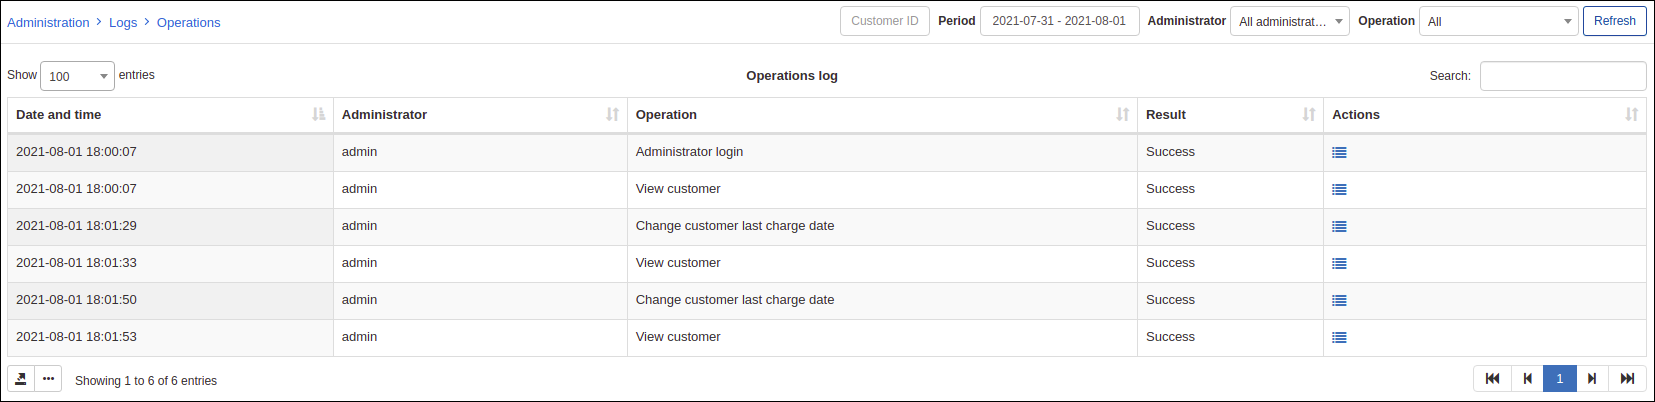 Administration > Logs > Operations Customer ID Period 2021-07-31 - 2021-08-01 Administrator All administrat... Operation All Refresh
Show 100 entries Operations log Search:
Date and time Administrator Operation Result Actions
2021-08-01 18:00:07 admin Administrator login Success
2021-08-01 18:00:07 admin View customer Success
2021-08-01 18:01:29 admin Change customer last charge date Success
2021-08-01 18:01:33 admin View customer Success
2021-08-01 18:01:50 admin Change customer last charge date Success
2021-08-01 18:01:53 admin View customer Success
Showing 1 to 6 of 6 entries 1